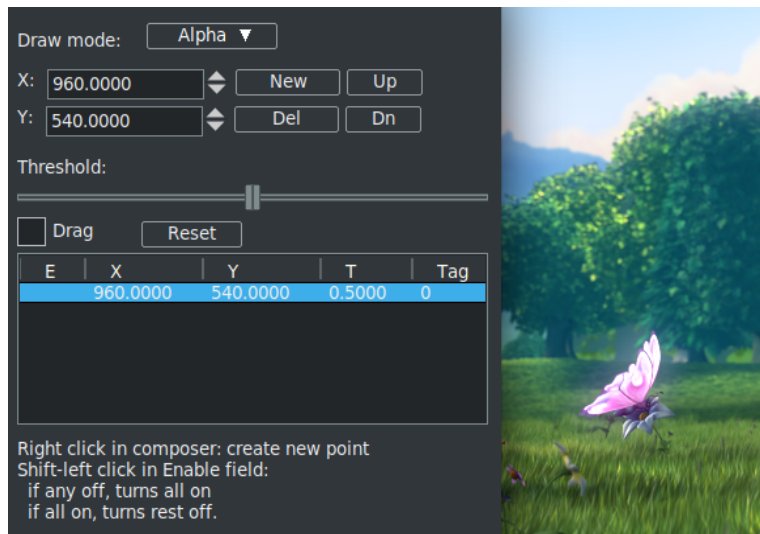 Draw mode: Alpha ▼
X: 960.0000 New Up
Y: 540.0000 Del Dn
Threshold:
Drag Reset
E X Y T Tag
960.0000 540.0000 0.5000 0
Right click in composer: create new point
Shift-left click in Enable field:
if any off, turns all on
if all on, turns rest off.